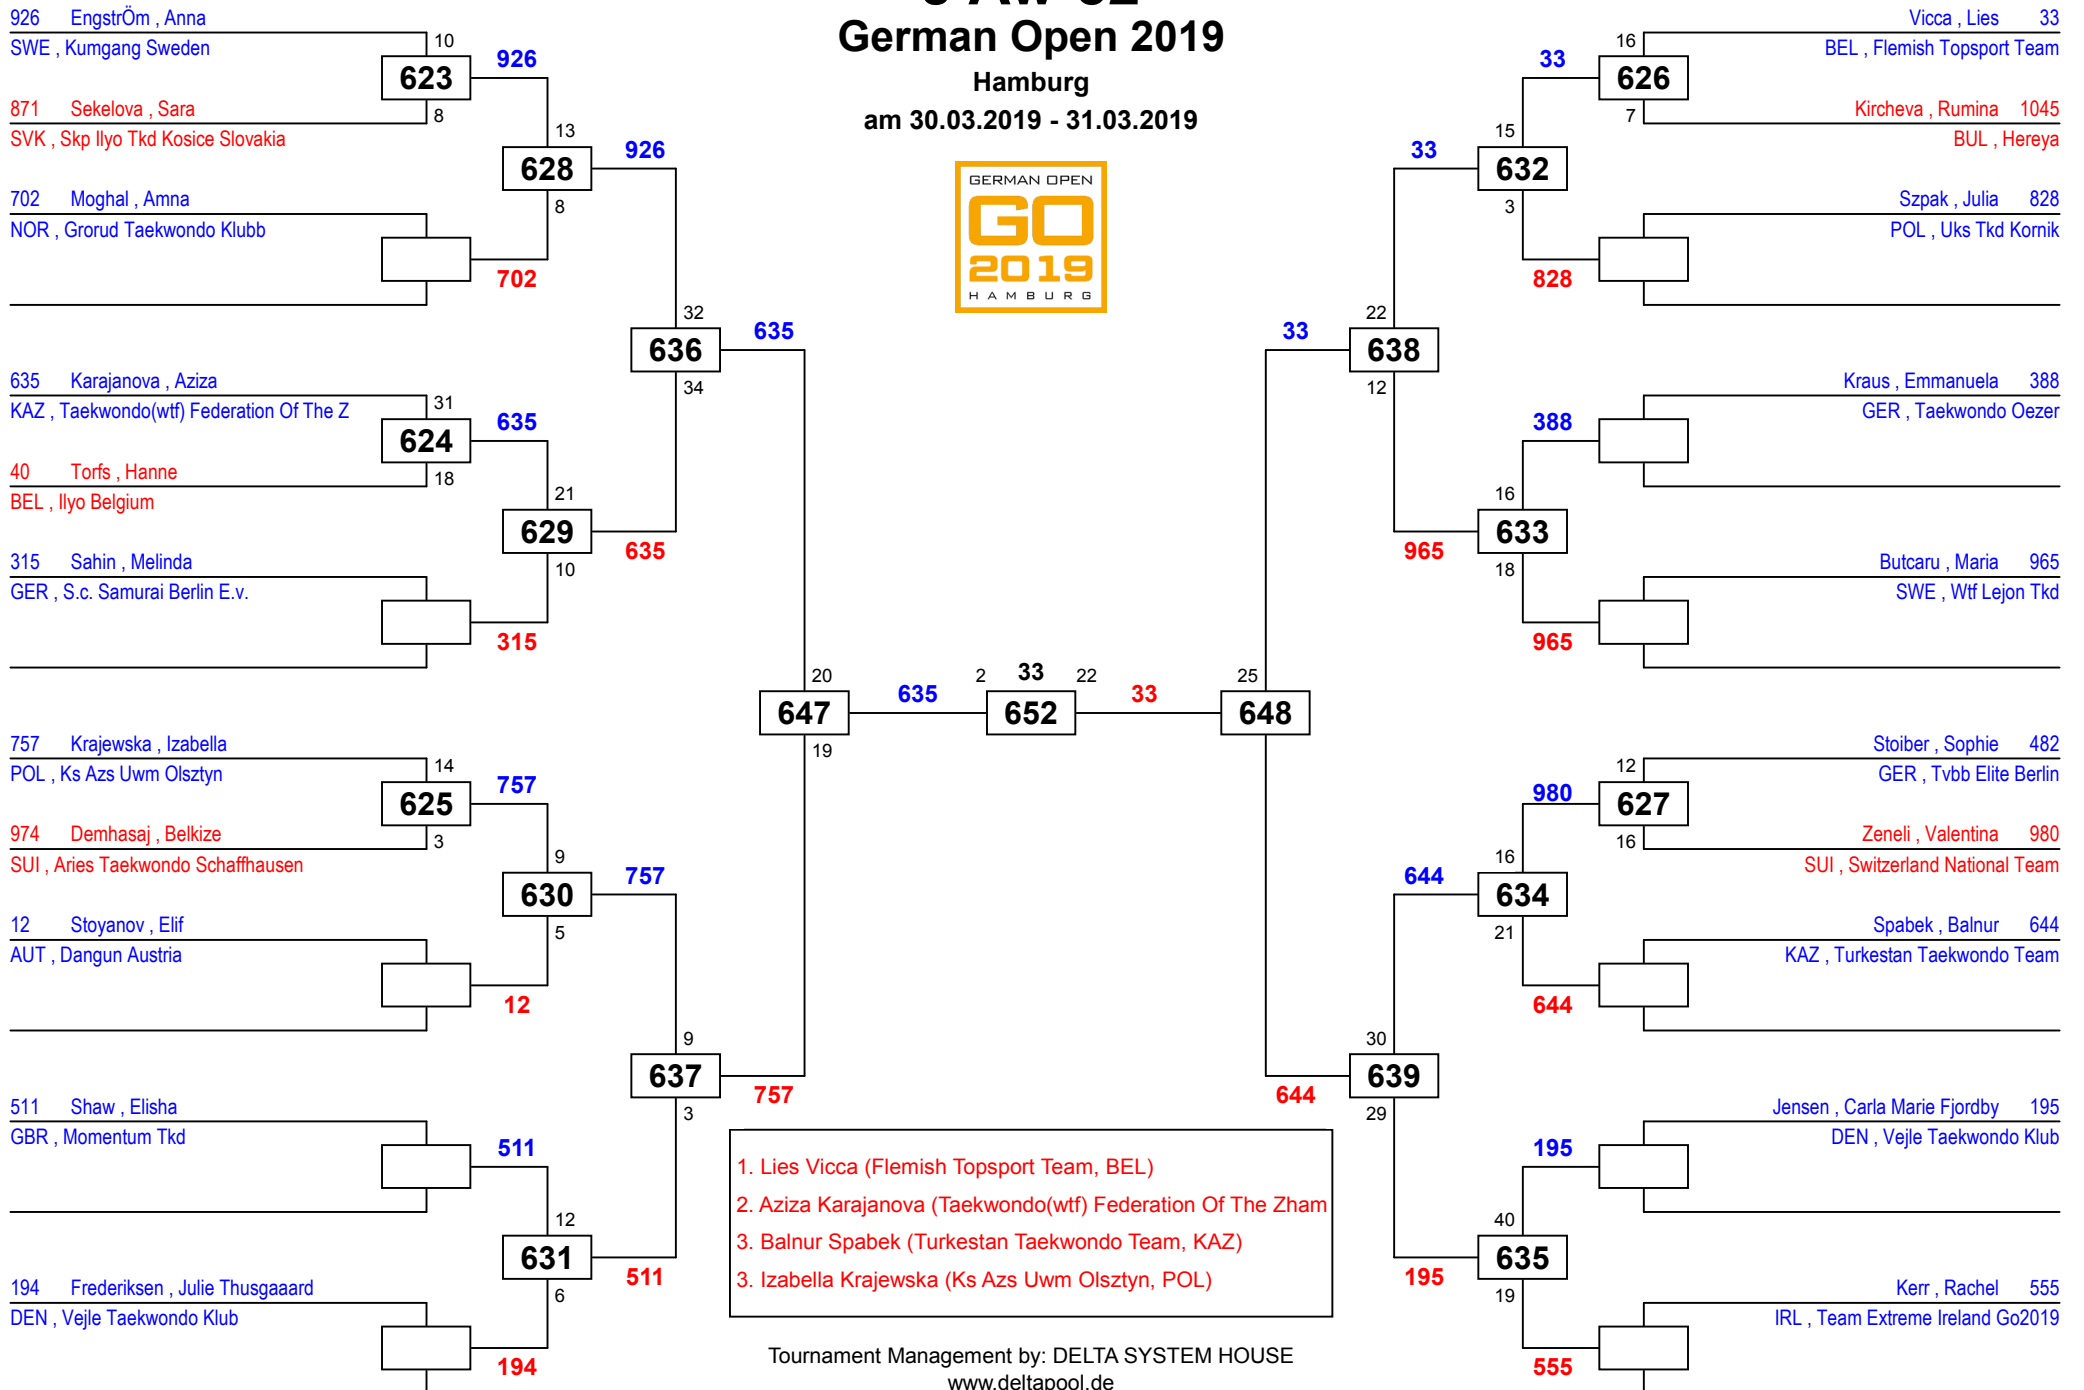 German Open 2019
Hamburg
am 30.03.2019 - 31.03.2019
GERMAN OPEN
GO
2019
HAMBURG
926 EngstrÖm , Anna
SWE , Kumgang Sweden
10
623
8
926
871 Sekelova , Sara
SVK , Skp Ilyo Tkd Kosice Slovakia
13
628
8
926
702 Moghal , Amna
NOR , Grorud Taekwondo Klubb
702
32
636
34
635
635 Karajanova , Aziza
KAZ , Taekwondo(wtf) Federation Of The Z
31
624
18
635
40 Torfs , Hanne
BEL , Ilyo Belgium
21
629
10
635
315 Sahin , Melinda
GER , S.c. Samurai Berlin E.v.
315
20
647
19
635
2
33
22
652
33
25
648
757 Krajewska , Izabella
POL , Ks Azs Uwm Olsztyn
14
625
3
757
974 Demhasaj , Belkize
SUI , Aries Taekwondo Schaffhausen
9
630
5
757
12 Stoyanov , Elif
AUT , Dangun Austria
12
9
637
3
757
511 Shaw , Elisha
GBR , Momentum Tkd
511
12
631
6
511
194 Frederiksen , Julie Thusgaaard
DEN , Vejle Taekwondo Klub
194
Vicca , Lies 33
BEL , Flemish Topsport Team
16
626
7
33
Kircheva , Rumina 1045
BUL , Hereya
15
632
3
33
Szpak , Julia 828
POL , Uks Tkd Kornik
828
22
638
12
33
Kraus , Emmanuela 388
GER , Taekwondo Oezer
388
16
633
18
965
Butcaru , Maria 965
SWE , Wtf Lejon Tkd
965
Stoiber , Sophie 482
GER , Tvbb Elite Berlin
12
627
16
980
Zeneli , Valentina 980
SUI , Switzerland National Team
16
634
21
644
Spabek , Balnur 644
KAZ , Turkestan Taekwondo Team
644
30
639
29
644
Jensen , Carla Marie Fjordby 195
DEN , Vejle Taekwondo Klub
195
40
635
19
195
Kerr , Rachel 555
IRL , Team Extreme Ireland Go2019
555
1. Lies Vicca (Flemish Topsport Team, BEL)
2. Aziza Karajanova (Taekwondo(wtf) Federation Of The Zham
3. Balnur Spabek (Turkestan Taekwondo Team, KAZ)
3. Izabella Krajewska (Ks Azs Uwm Olsztyn, POL)
Tournament Management by: DELTA SYSTEM HOUSE
www.deltapool.de